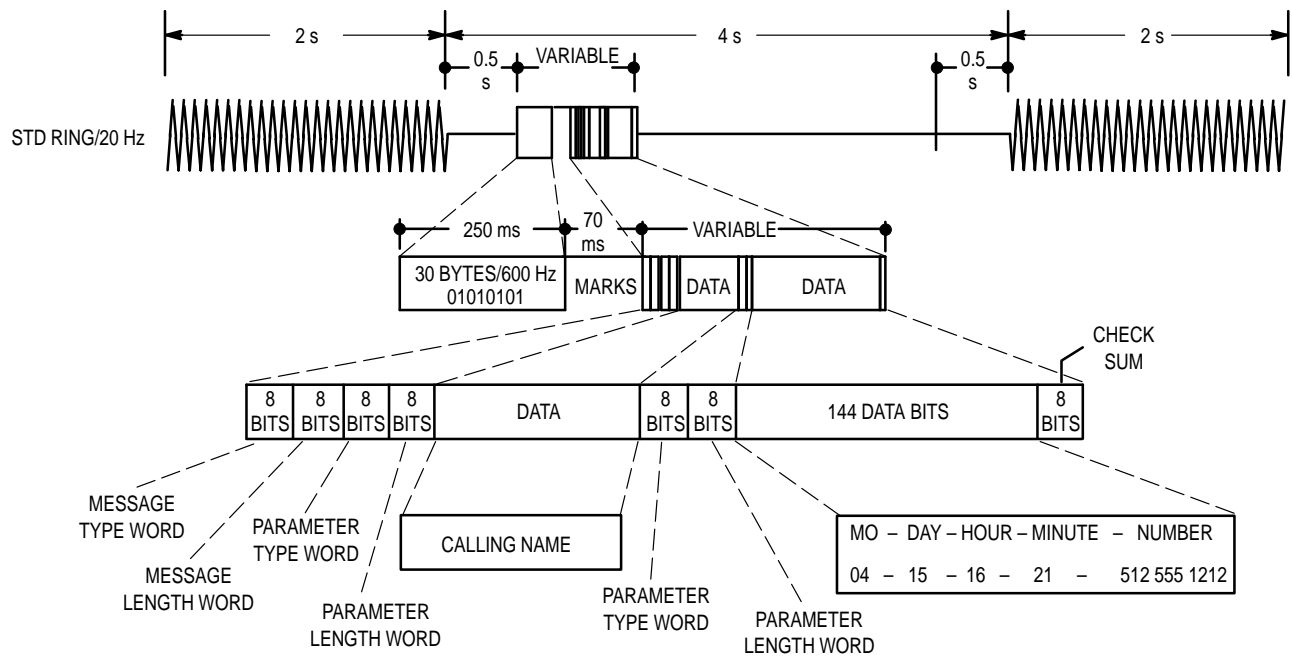 2 s
4 s
2 s
0.5
s
VARIABLE
0.5
s
STD RING/20 Hz
250 ms
70
ms
VARIABLE
30 BYTES/600 Hz
01010101
MARKS
DATA
DATA
CHECK
SUM
8
BITS
8
BITS
8
BITS
8
BITS
DATA
8
BITS
8
BITS
144 DATA BITS
8
BITS
MESSAGE
TYPE WORD
MESSAGE
LENGTH WORD
PARAMETER
TYPE WORD
PARAMETER
LENGTH WORD
CALLING NAME
PARAMETER
TYPE WORD
PARAMETER
LENGTH WORD
MO – DAY – HOUR – MINUTE – NUMBER
04 – 15 – 16 – 21 – 512 555 1212